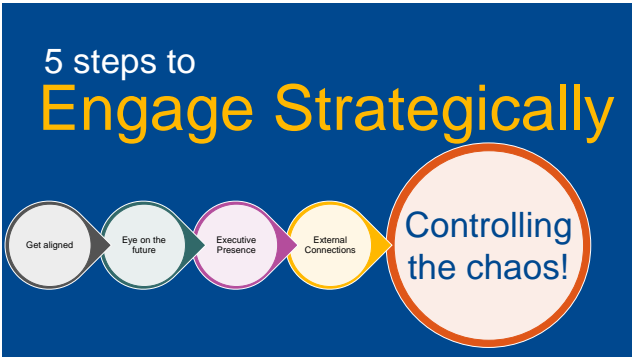 5 steps to
Engage Strategically
Get aligned
Eye on the
future
Executive
Presence
External
Connections
Controlling
the chaos!